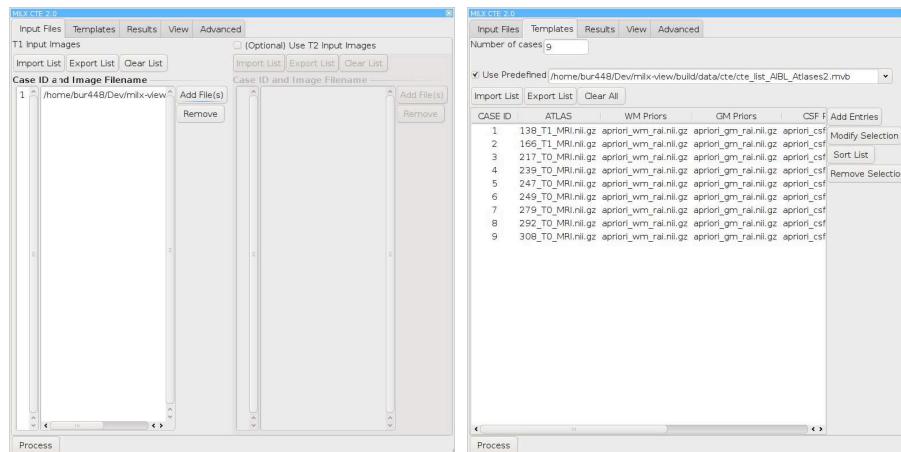 MILX CTE 2.0
Input Files Templates Results View Advanced
T1 Input Images
(Optional) Use T2 Input Images
Import List Export List Clear List
Import List Export List Clear List
Case ID and Image Filename
Case ID and Image Filename
1 /home/bur448/Dev/milx-view
Add File(s)
Remove
Add File(s)
Remove
Process
MILX CTE 2.0
Input Files Templates Results View Advanced
Number of cases 9
Use Predefined /home/bur448/Dev/milx-view/build/data/cte/cte_list_AIBL_Atlases2.mvb
Import List Export List Clear All
CASE ID ATLAS WM Priors GM Priors CSF P
1 138_T1_MRI.nii.gz apriori_wm_rai.nii.gz apriori_gm_rai.nii.gz apriori_csf
2 166_T1_MRI.nii.gz apriori_wm_rai.nii.gz apriori_gm_rai.nii.gz apriori_csf
3 217_T0_MRI.nii.gz apriori_wm_rai.nii.gz apriori_gm_rai.nii.gz apriori_csf
4 239_T0_MRI.nii.gz apriori_wm_rai.nii.gz apriori_gm_rai.nii.gz apriori_csf
5 247_T0_MRI.nii.gz apriori_wm_rai.nii.gz apriori_gm_rai.nii.gz apriori_csf
6 249_T0_MRI.nii.gz apriori_wm_rai.nii.gz apriori_gm_rai.nii.gz apriori_csf
7 279_T0_MRI.nii.gz apriori_wm_rai.nii.gz apriori_gm_rai.nii.gz apriori_csf
8 292_T0_MRI.nii.gz apriori_wm_rai.nii.gz apriori_gm_rai.nii.gz apriori_csf
9 308_T0_MRI.nii.gz apriori_wm_rai.nii.gz apriori_gm_rai.nii.gz apriori_csf
Add Entries
Modify Selection
Sort List
Remove Selectio
Process